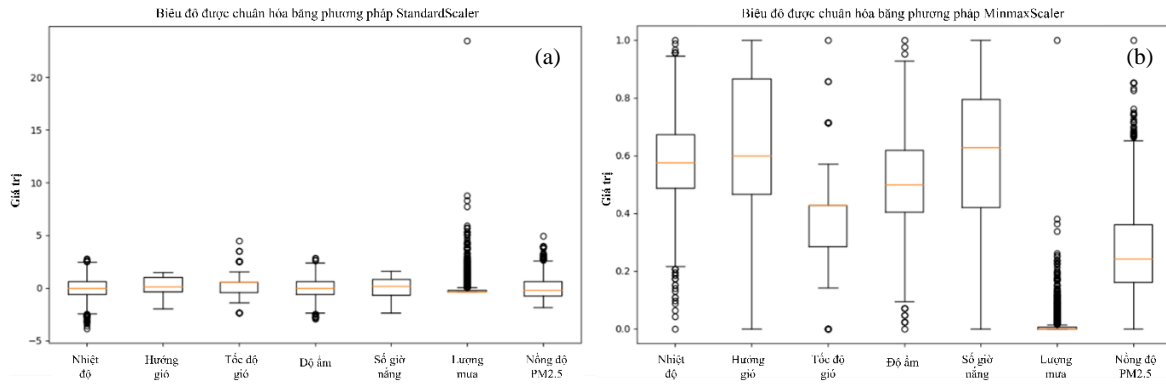 Biểu đồ được chuẩn hóa bằng phương pháp StandardScaler
(a)
20
15
10
5
0
−5
Giá trị
Nhiệt độ
Hướng gió
Tốc độ gió
Độ ẩm
Số giờ nắng
Lượng mưa
Nồng độ PM2.5
Biểu đồ được chuẩn hóa bằng phương pháp MinmaxScaler
(b)
1.0
0.8
0.6
0.4
0.2
0.0
Giá trị
Nhiệt độ
Hướng gió
Tốc độ gió
Độ ẩm
Số giờ nắng
Lượng mưa
Nồng độ PM2.5